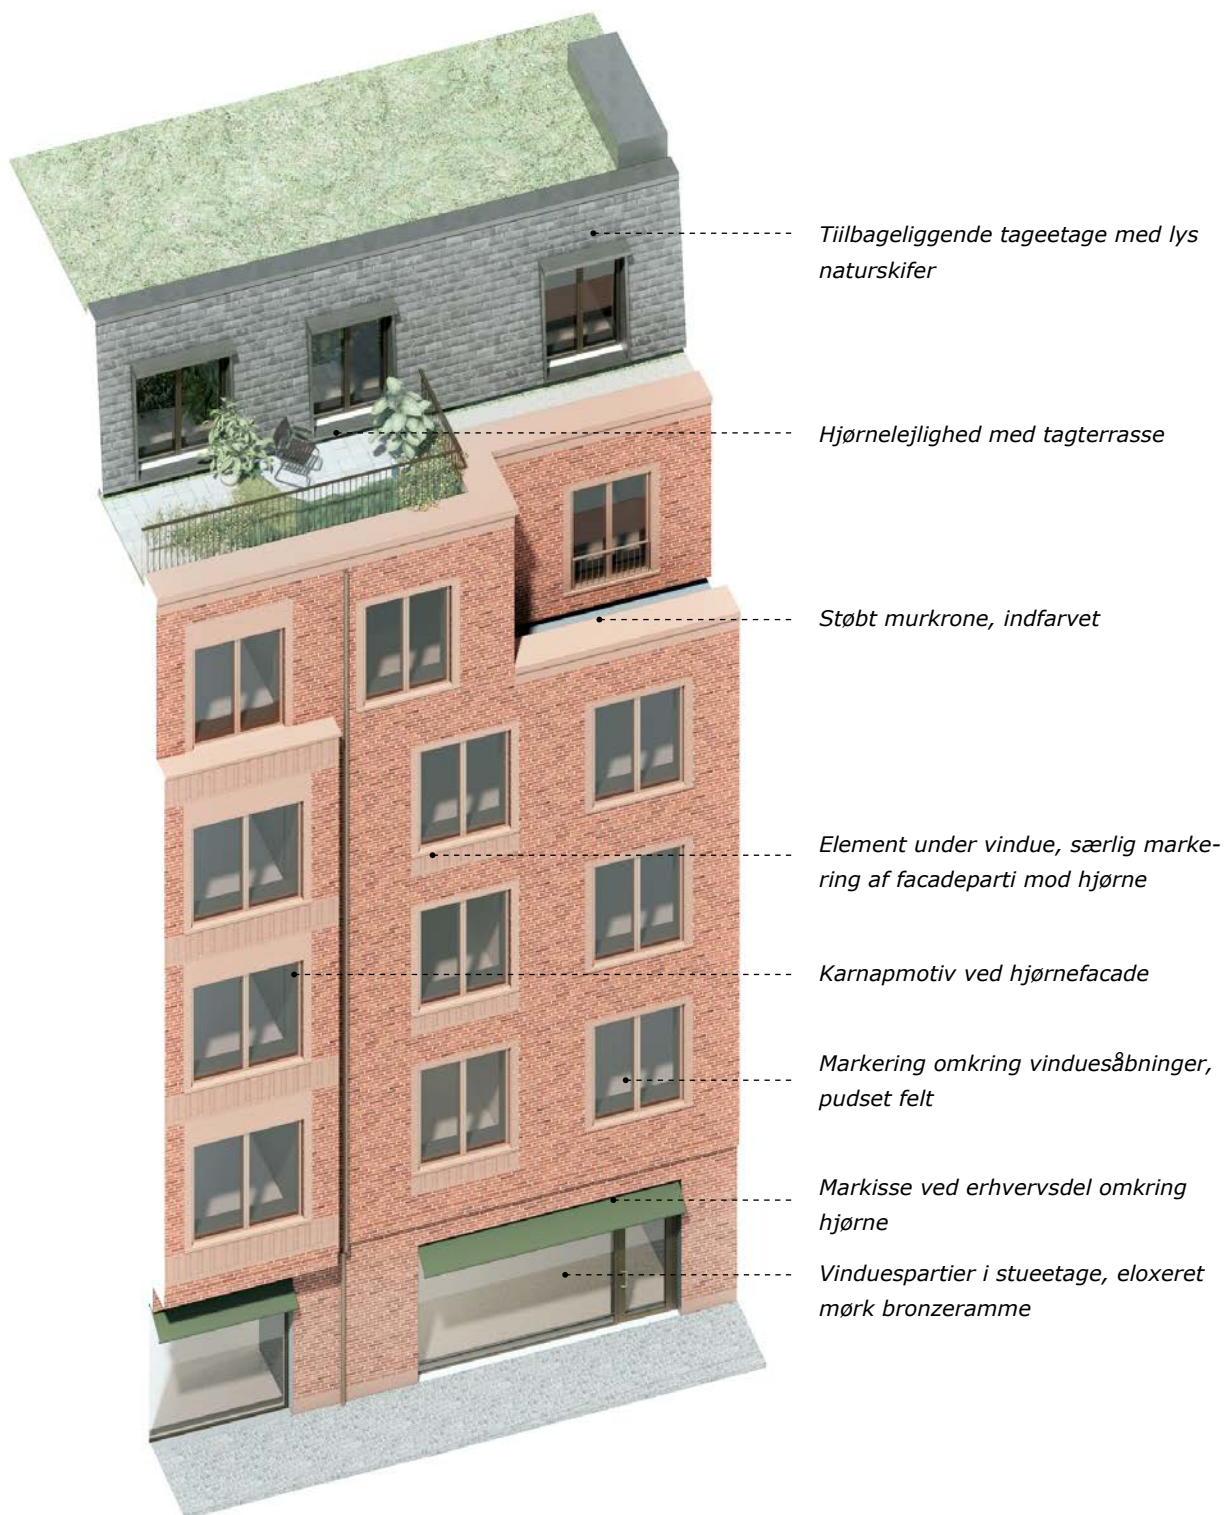 Tiilbageliggende tageetage med lys
naturskifer
Hjørnelejlighed med tagterrasse
Støbt murkrone, indfarvet
Element under vindue, særlig marke-
ring af facadeparti mod hjørne
Karnapmotiv ved hjørnefacade
Markering omkring vinduesåbninger,
pudset felt
Markisse ved erhvervsdel omkring
hjørne
Vinduespartier i stueetage, eloxeret
mørk bronzeramme